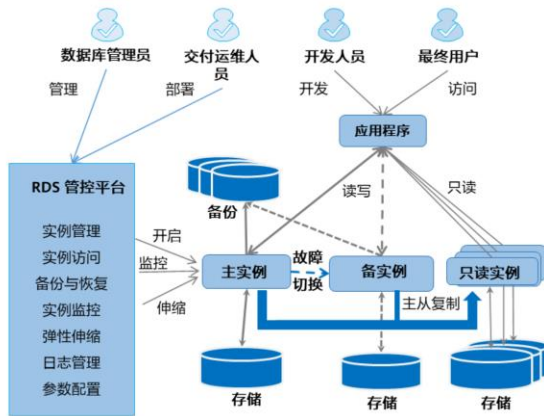 数据库管理员
交付运维人
员
开发人员
最终用户
管理
部署
开发
访问
应用程序
RDS 管控平台
实例管理
实例访问
备份与恢复
实例监控
弹性伸缩
日志管理
参数配置
备份
读写
只读
开启
监控
伸缩
主实例
故障
切换
备实例
只读实例
主从复制
存储
存储
存储